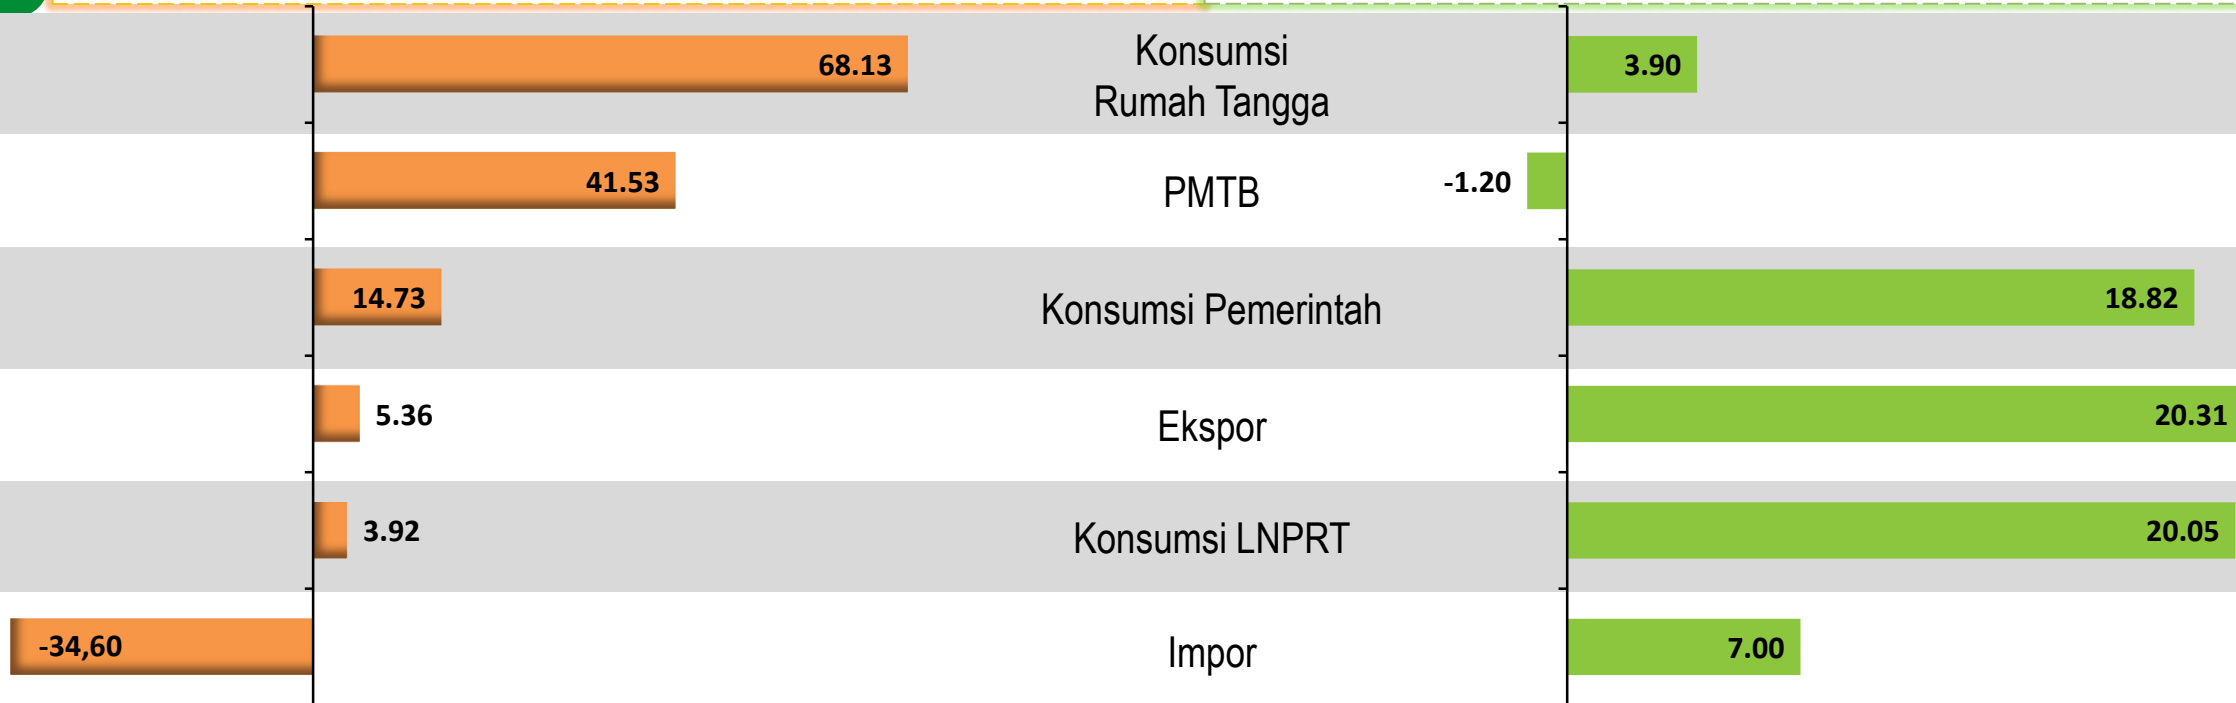 68.13
Konsumsi
Rumah Tangga
3.90
41.53
PMTB
-1.20
14.73
Konsumsi Pemerintah
18.82
5.36
Ekspor
20.31
3.92
Konsumsi LNPRT
20.05
-34,60
Impor
7.00